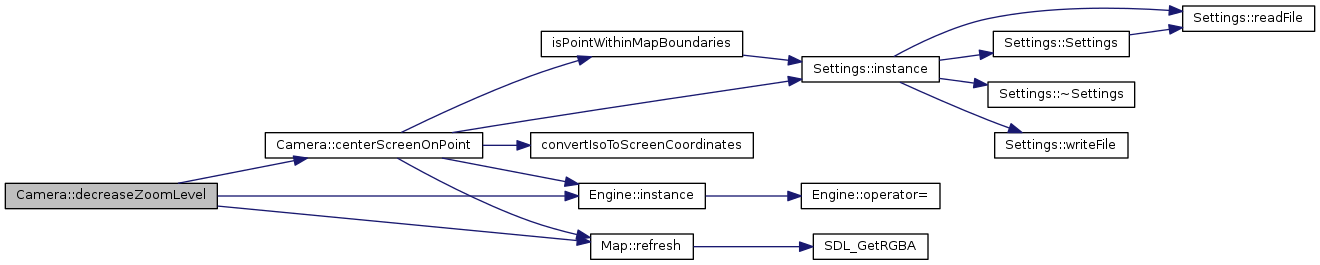 Camera::decreaseZoomLevel
Camera::centerScreenOnPoint
isPointWithinMapBoundaries
convertIsoToScreenCoordinates
Engine::instance
Map::refresh
Settings::instance
Engine::operator=
SDL_GetRGBA
Settings::readFile
Settings::Settings
Settings::~Settings
Settings::writeFile